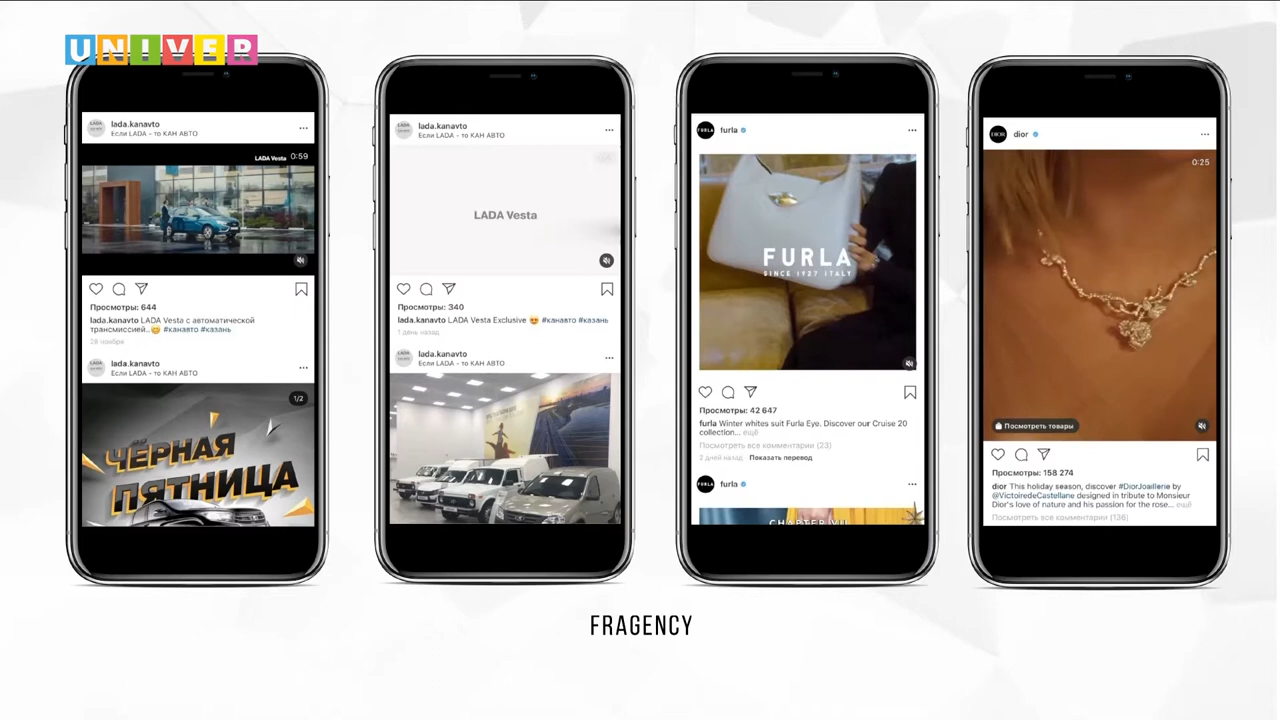 UNIVER
lada.kanavto
Если LADA - то КАН АВТО
LADA Vesta 0:59
Просмотры: 644
lada.kanavto LADA Vesta с автоматической
трансмиссией.. #канавто #казань
28 ноября
lada.kanavto
Если LADA - то КАН АВТО
1/2
ЧЁРНАЯ
ПЯТНИЦА
lada.kanavto
Если LADA - то КАН АВТО
LADA Vesta
Просмотры: 340
lada.kanavto LADA Vesta Exclusive #канавто #казань
1 день назад
lada.kanavto
Если LADA - то КАН АВТО
FURLA
furla
FURLA
SINCE 1927 ITALY
Просмотры: 42 647
furla Winter whites suit Furla Eye. Discover our Cruise 20
collection... ещё
Посмотреть все комментарии (23)
2 дней назад · Показать перевод
FURLA
furla
CHAPTER VII
DIOR
dior
0:25
Посмотреть товары
Просмотры: 158 274
dior This holiday season, discover #DiorJoaillerie by
@VictoiredeCastellane designed in tribute to Monsieur
Dior's love of nature and his passion for the rose... ещё
Посмотреть все комментарии (136)
FRAGENCY